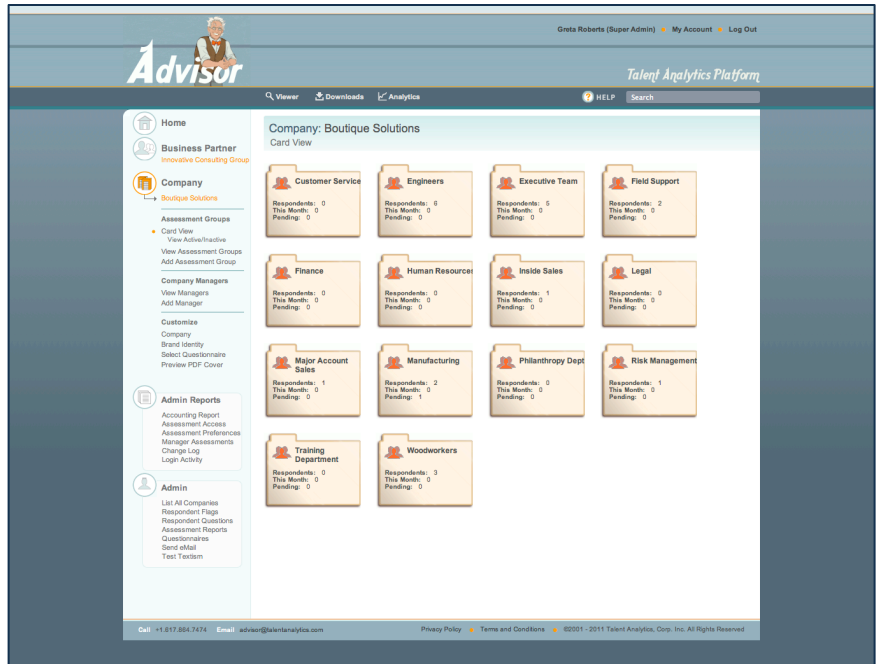 Greta Roberts (Super Admin) My Account Log Out
Advisor
Talent Analytics Platform
Viewer Downloads Analytics HELP Search
Home
Business Partner
Innovative Consulting Group
Company
Boutique Solutions
Assessment Groups
Card View
View Active/Inactive
View Assessment Groups
Add Assessment Group
Company Managers
View Managers
Add Manager
Customize
Company
Brand Identity
Select Questionnaire
Preview PDF Cover
Admin Reports
Accounting Report
Assessment Access
Assessment Preferences
Manager Assessments
Change Log
Login Activity
Admin
List All Companies
Respondent Flags
Respondent Questions
Assessment Reports
Questionnaires
Send eMail
Test Textism
Company: Boutique Solutions
Card View
Customer Service
Respondents: 0
This Month: 0
Pending: 0
Engineers
Respondents: 6
This Month: 0
Pending: 0
Executive Team
Respondents: 5
This Month: 0
Pending: 0
Field Support
Respondents: 2
This Month: 0
Pending: 0
Finance
Respondents: 0
This Month: 0
Pending: 0
Human Resources
Respondents: 0
This Month: 0
Pending: 0
Inside Sales
Respondents: 1
This Month: 0
Pending: 0
Legal
Respondents: 0
This Month: 0
Pending: 0
Major Account
Sales
Respondents: 1
This Month: 0
Pending: 0
Manufacturing
Respondents: 2
This Month: 0
Pending: 1
Philanthropy Dept
Respondents: 0
This Month: 0
Pending: 0
Risk Management
Respondents: 1
This Month: 0
Pending: 0
Training
Department
Respondents: 0
This Month: 0
Pending: 0
Woodworkers
Respondents: 3
This Month: 0
Pending: 0
Call +1.617.864.7474 Email advisor@talentanalytics.com Privacy Policy Terms and Conditions ©2001 - 2011 Talent Analytics, Corp. Inc. All Rights Reserved